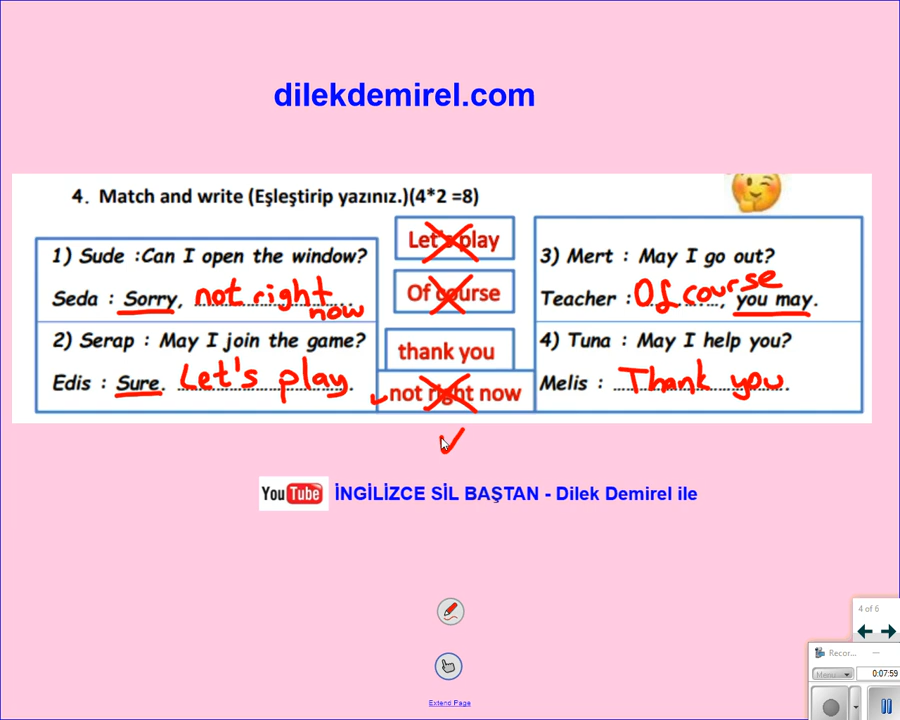 dilekdemirel.com
4. Match and write (Eşleştirip yazınız.)(4*2 =8)
1) Sude :Can I open the window?
Seda : Sorry, not right now
2) Serap : May I join the game?
Edis : Sure. Let's play.
Let's play
Of course
thank you
not right now
3) Mert : May I go out?
Teacher : Of course, you may.
4) Tuna : May I help you?
Melis : Thank you.
YouTube İNGİLİZCE SİL BAŞTAN - Dilek Demirel ile
Extend Page
4 of 6
Recor...
Menu
0:07:59